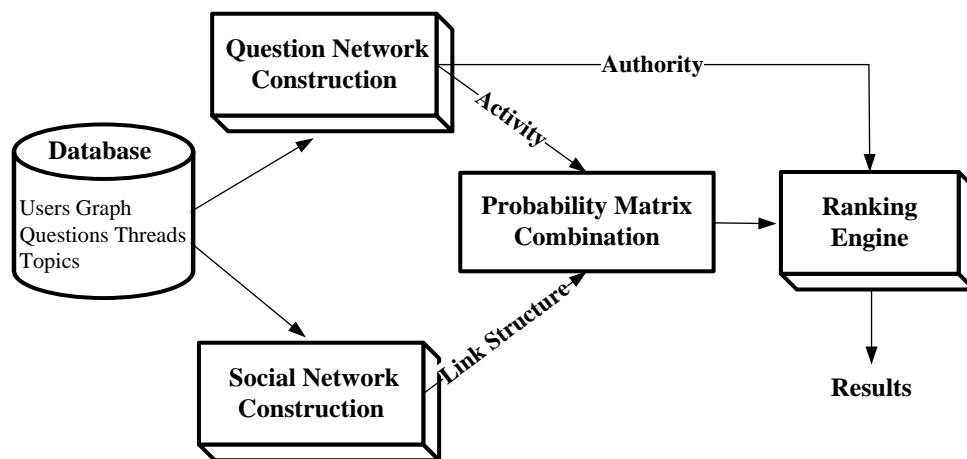 Question Network
Construction
Authority
Activity
Database
Users Graph
Questions Threads
Topics
Probability Matrix
Combination
Ranking
Engine
Link Structure
Social Network
Construction
Results